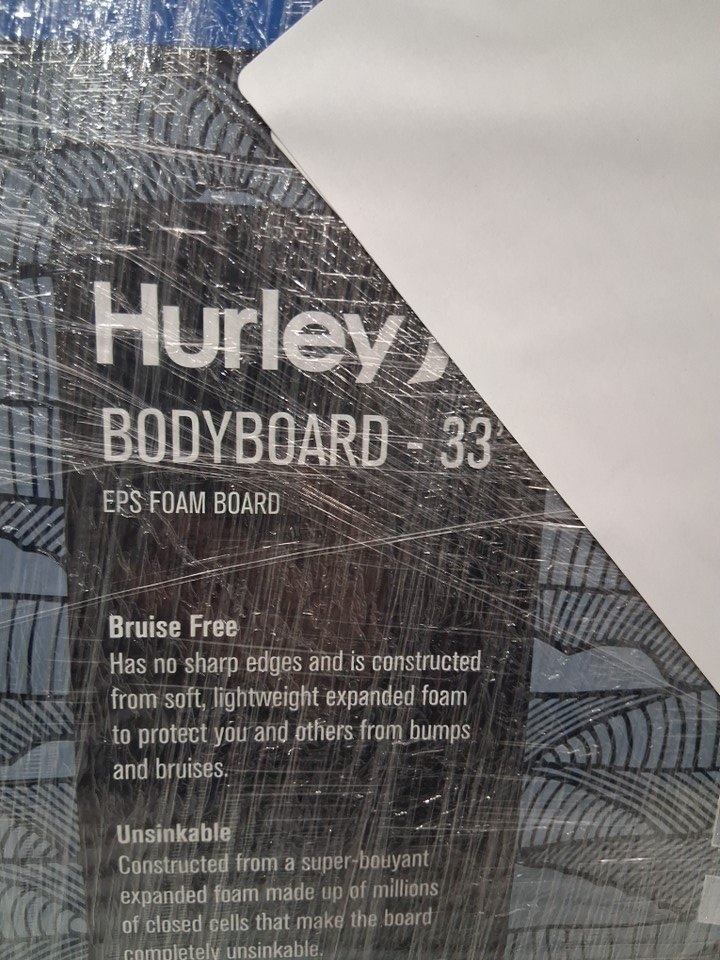 Hurley
BODYBOARD - 33"
EPS FOAM BOARD
Bruise Free
Has no sharp edges and is constructed
from soft, lightweight expanded foam
to protect you and others from bumps
and bruises.
Unsinkable
Constructed from a super-bouyant
expanded foam made up of millions
of closed cells that make the board
completely unsinkable.